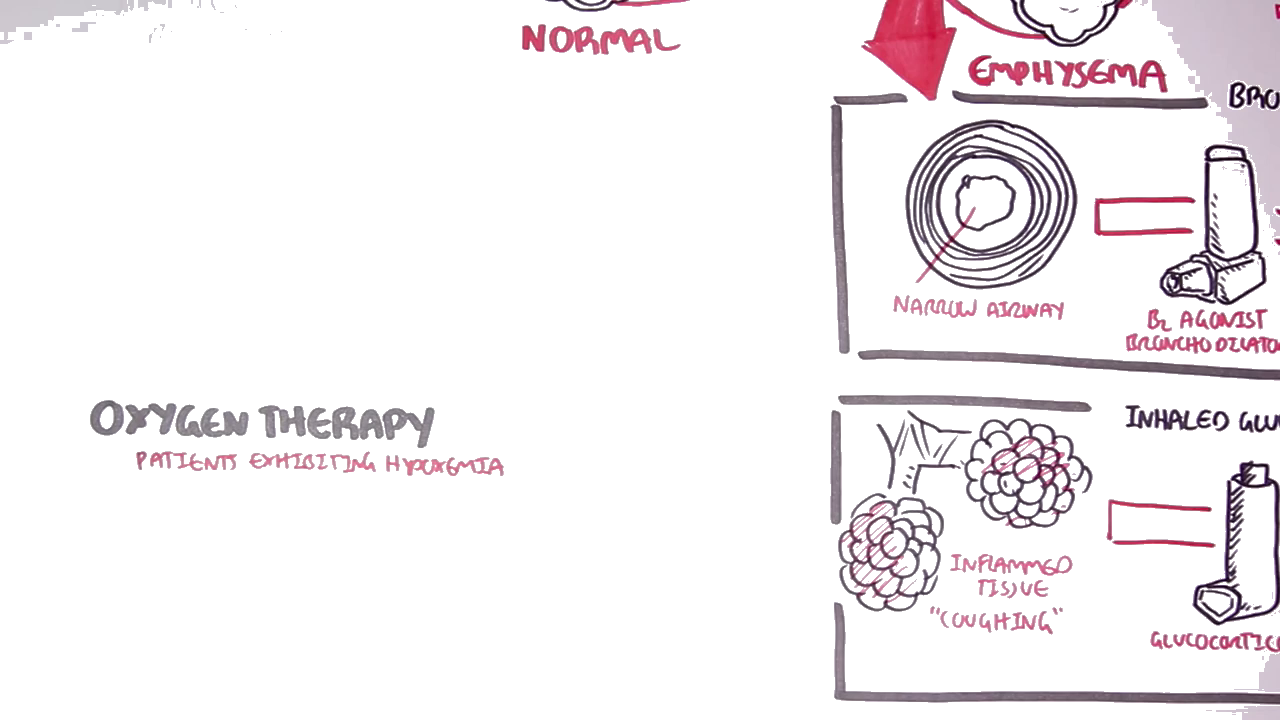 NORMAL
EMPHYSEMA
BRO
NARROW AIRWAY
B2 AGONIST
BRONCHODILATO
OXYGEN THERAPY
PATIENTS EXHIBITING HYPOXEMIA
INHALED GLU
INFLAMMED
TISSUE
"COUGHING"
GLUCOCORTIC